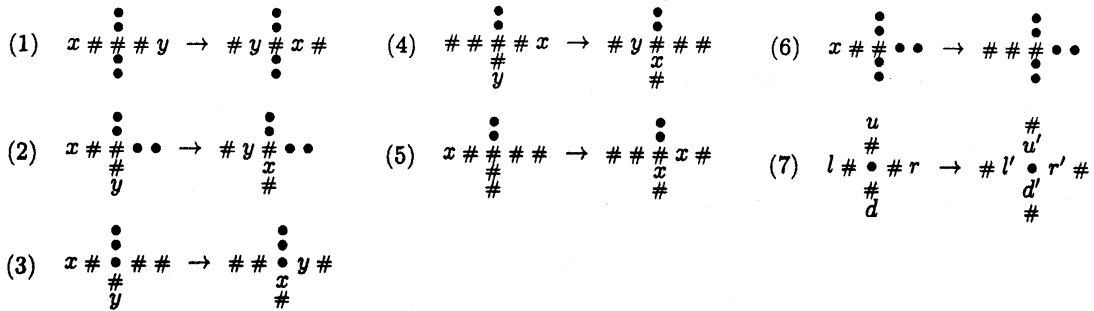 • •
• •
(1) x # # # y → # y # x #
• •
• •
• •
• •
(2) x # # • • → # y # • •
# x
y #
• •
• •
(3) x # • # # → # # • y #
# x
y #
• •
• •
(4) # # # # x → # y # # #
# x
y #
• •
• •
(5) x # # # # → # # # x #
# x
# #
• •
• •
(6) x # # • • → # # # • •
• •
• •
u #
# u'
(7) l # • # r → # l' • r' #
# d'
d #